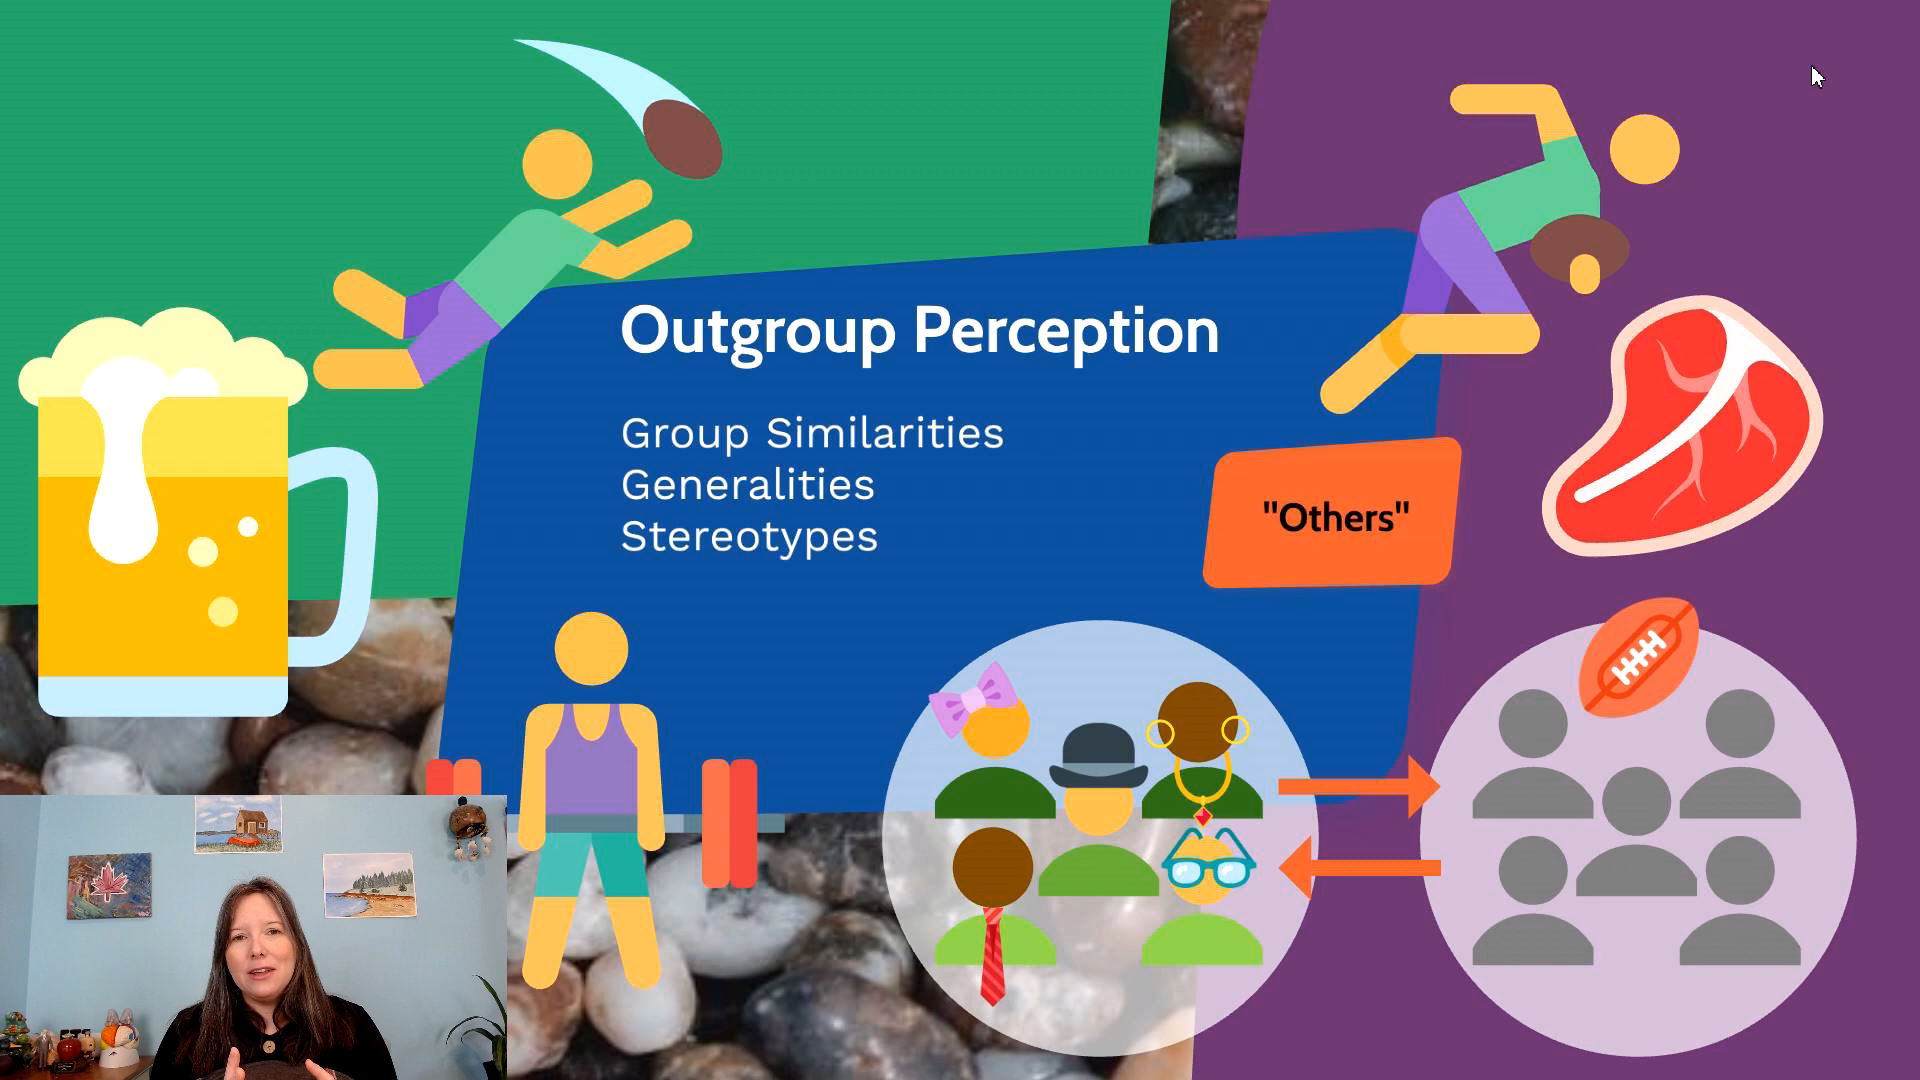 Outgroup Perception
Group Similarities
Generalities
Stereotypes
"Others"